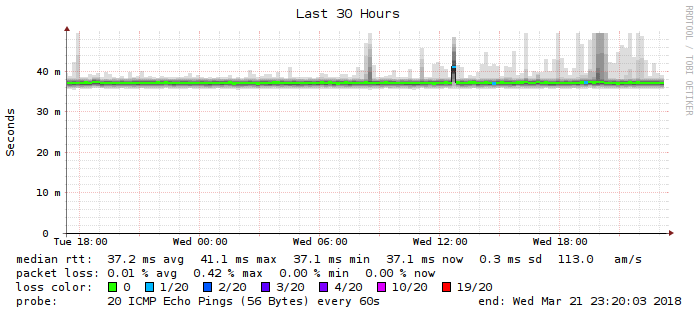 Last 30 Hours
RRDTOOL / TOBI OETIKER
Seconds
40 m
30 m
20 m
10 m
0
Tue 18:00 Wed 00:00 Wed 06:00 Wed 12:00 Wed 18:00
median rtt: 37.2 ms avg 41.1 ms max 37.1 ms min 37.1 ms now 0.3 ms sd 113.0 am/s
packet loss: 0.01 % avg 0.42 % max 0.00 % min 0.00 % now
loss color: 0 1/20 2/20 3/20 4/20 10/20 19/20
probe: 20 ICMP Echo Pings (56 Bytes) every 60s end: Wed Mar 21 23:20:03 2018